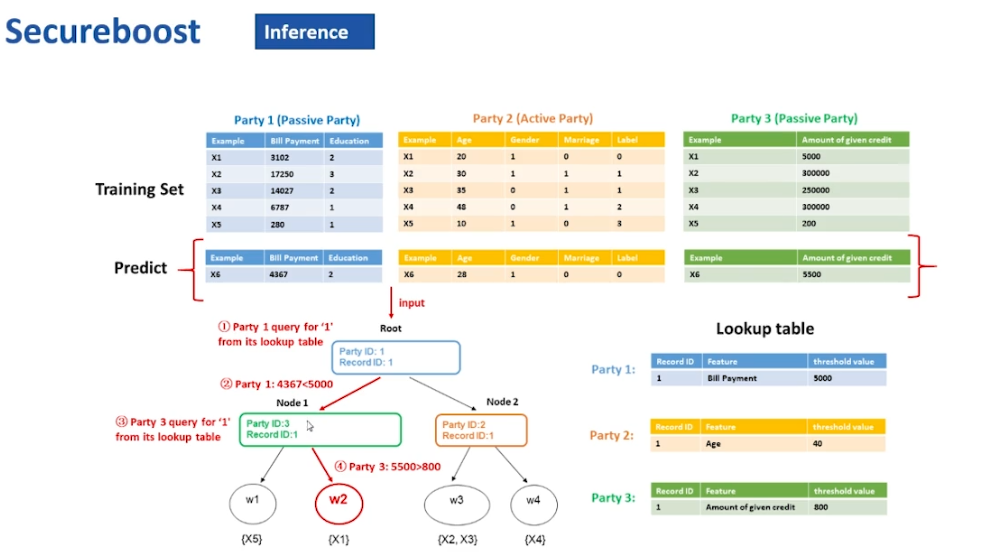 Secureboost
Inference
Party 1 (Passive Party)
Party 2 (Active Party)
Party 3 (Passive Party)
Training Set
Example Bill Payment Education
X1 3102 2
X2 17250 3
X3 14027 2
X4 6787 1
X5 280 1
Example Age Gender Marriage Label
X1 20 1 0 0
X2 30 1 1 1
X3 35 0 1 1
X4 48 0 1 2
X5 10 1 0 3
Example Amount of given credit
X1 5000
X2 300000
X3 250000
X4 300000
X5 200
Predict
Example Bill Payment Education
X6 4367 2
Example Age Gender Marriage Label
X6 28 1 0 0
Example Amount of given credit
X6 5500
input
① Party 1 query for ‘1’
from its lookup table
Root
Party ID: 1
Record ID: 1
② Party 1: 4367<5000
Node 1
Node 2
③ Party 3 query for ‘1’
from its lookup table
Party ID:3
Record ID:1
Party ID:2
Record ID:1
④ Party 3: 5500>800
w1
w2
w3
w4
{X5}
{X1}
{X2, X3}
{X4}
Lookup table
Party 1:
Record ID Feature threshold value
1 Bill Payment 5000
Party 2:
Record ID Feature threshold value
1 Age 40
Party 3:
Record ID Feature threshold value
1 Amount of given credit 800